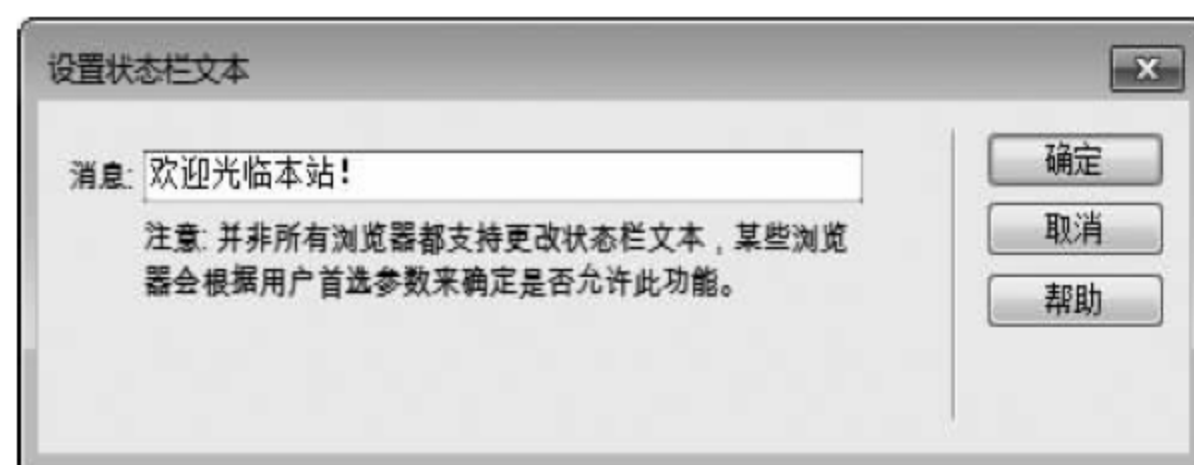 设置状态栏文本
消息: 欢迎光临本站！
注意: 并非所有浏览器都支持更改状态栏文本，某些浏览
器会根据用户首选参数来确定是否允许此功能。
确定
取消
帮助